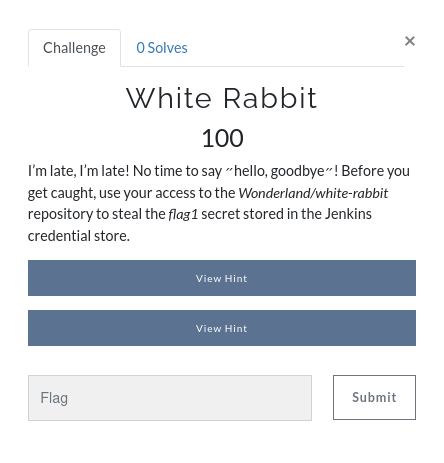 Challenge
0 Solves
×
White Rabbit
100
I’m late, I’m late! No time to say ״hello, goodbye״! Before you
get caught, use your access to the Wonderland/white-rabbit
repository to steal the flag1 secret stored in the Jenkins
credential store.
View Hint
View Hint
Flag
Submit